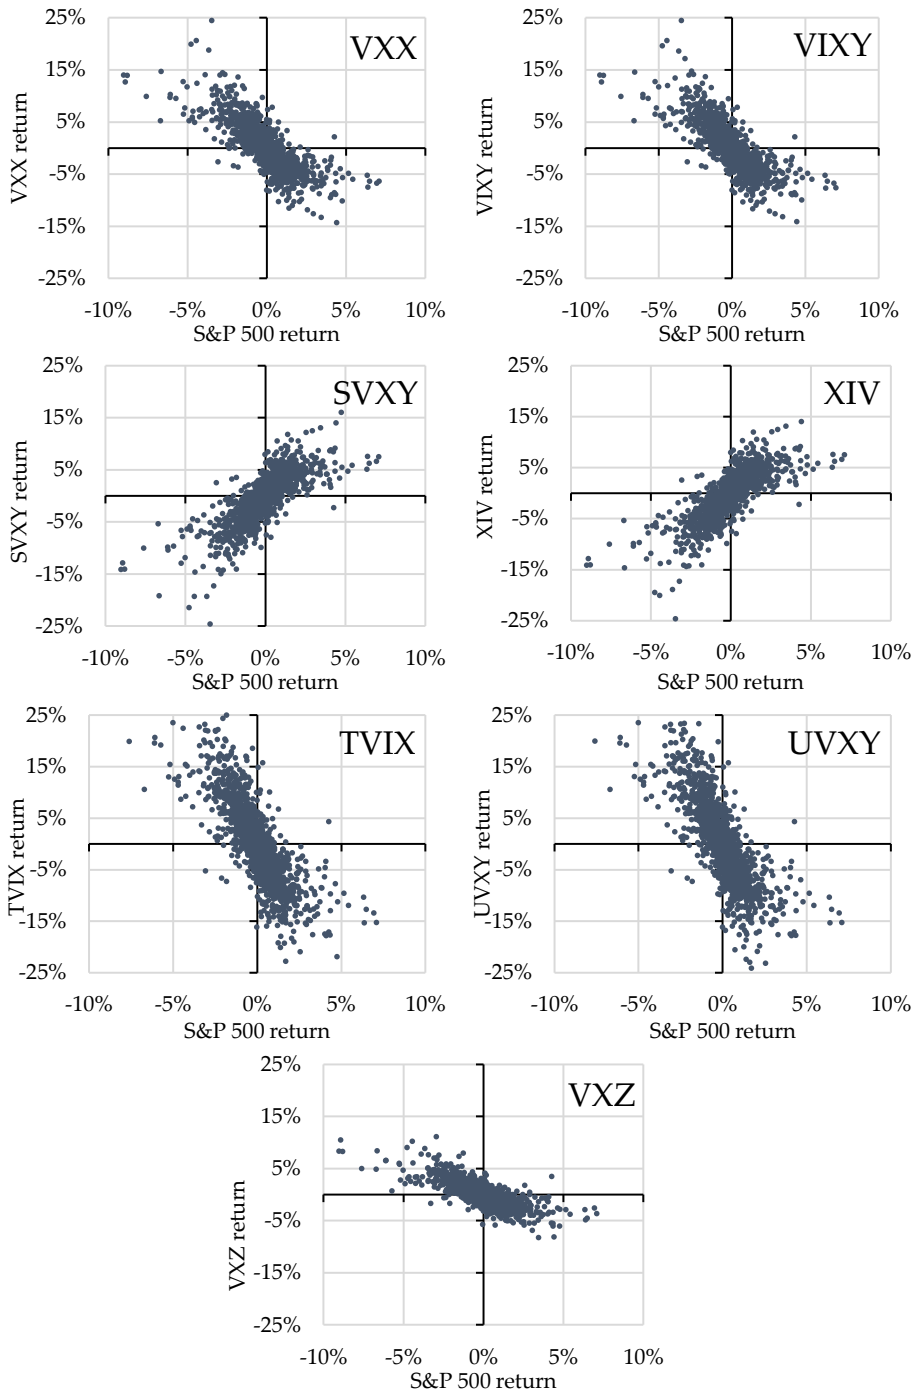 25%
15%
5%
-5%
-15%
-25%
VXX return
VXX
-10% -5% 0% 5% 10%
S&P 500 return
25%
15%
5%
-5%
-15%
-25%
VIXY return
VIXY
-10% -5% 0% 5% 10%
S&P 500 return
25%
15%
5%
-5%
-15%
-25%
SVXY return
SVXY
-10% -5% 0% 5% 10%
S&P 500 return
25%
15%
5%
-5%
-15%
-25%
XIV return
XIV
-10% -5% 0% 5% 10%
S&P 500 return
25%
15%
5%
-5%
-15%
-25%
TVIX return
TVIX
-10% -5% 0% 5% 10%
S&P 500 return
25%
15%
5%
-5%
-15%
-25%
UVXY return
UVXY
-10% -5% 0% 5% 10%
S&P 500 return
25%
15%
5%
-5%
-15%
-25%
VXZ return
VXZ
-10% -5% 0% 5% 10%
S&P 500 return